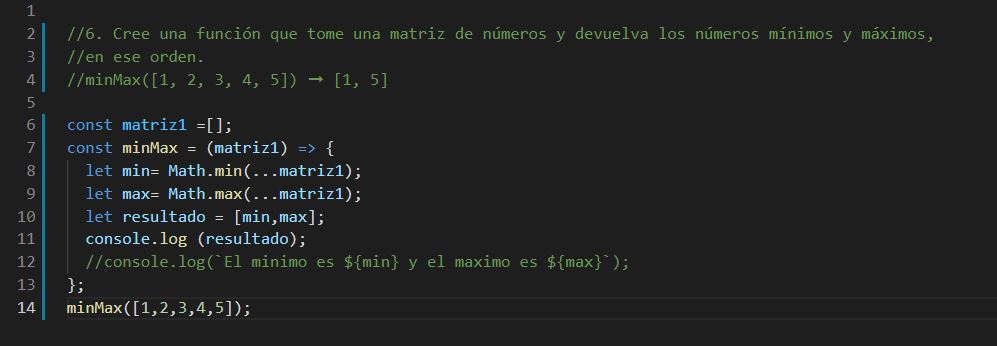 1
2 //6. Cree una función que tome una matriz de números y devuelva los números mínimos y máximos,
3 //en ese orden.
4 //minMax([1, 2, 3, 4, 5]) ➞ [1, 5]
5
6 const matriz1 =[];
7 const minMax = (matriz1) => {
8   let min= Math.min(...matriz1);
9   let max= Math.max(...matriz1);
10   let resultado = [min,max];
11   console.log (resultado);
12   //console.log(`El minimo es ${min} y el maximo es ${max}`);
13 };
14 minMax([1,2,3,4,5]);